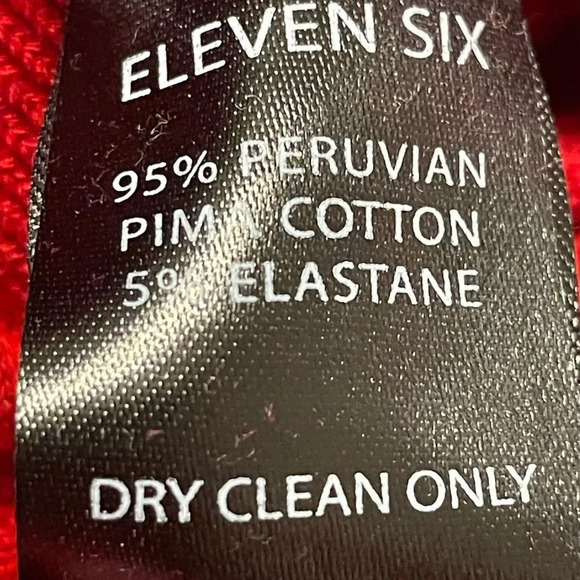 ELEVEN SIX
95% PERUVIAN
PIMA COTTON
5% ELASTANE
DRY CLEAN ONLY